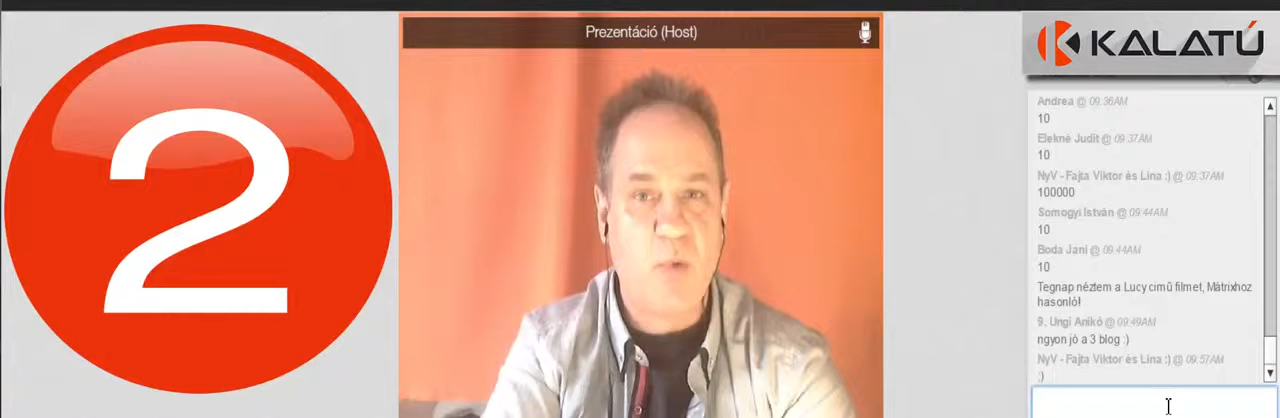 2
Prezentáció (Host)
KALATÚ
Andrea @ 09:36AM
10
Elekné Judit @ 09:37AM
10
NyV - Fajta Viktor és Lina :) @ 09:37AM
100000
Somogyi István @ 09:44AM
10
Boda Jani @ 09:44AM
10
Tegnap néztem a Lucy cimű filmet, Mátrixhoz
hasonló!
9. Ungi Anikó @ 09:49AM
ngyon jó a 3 blog :)
NyV - Fajta Viktor és Lina :) @ 09:57AM
:)